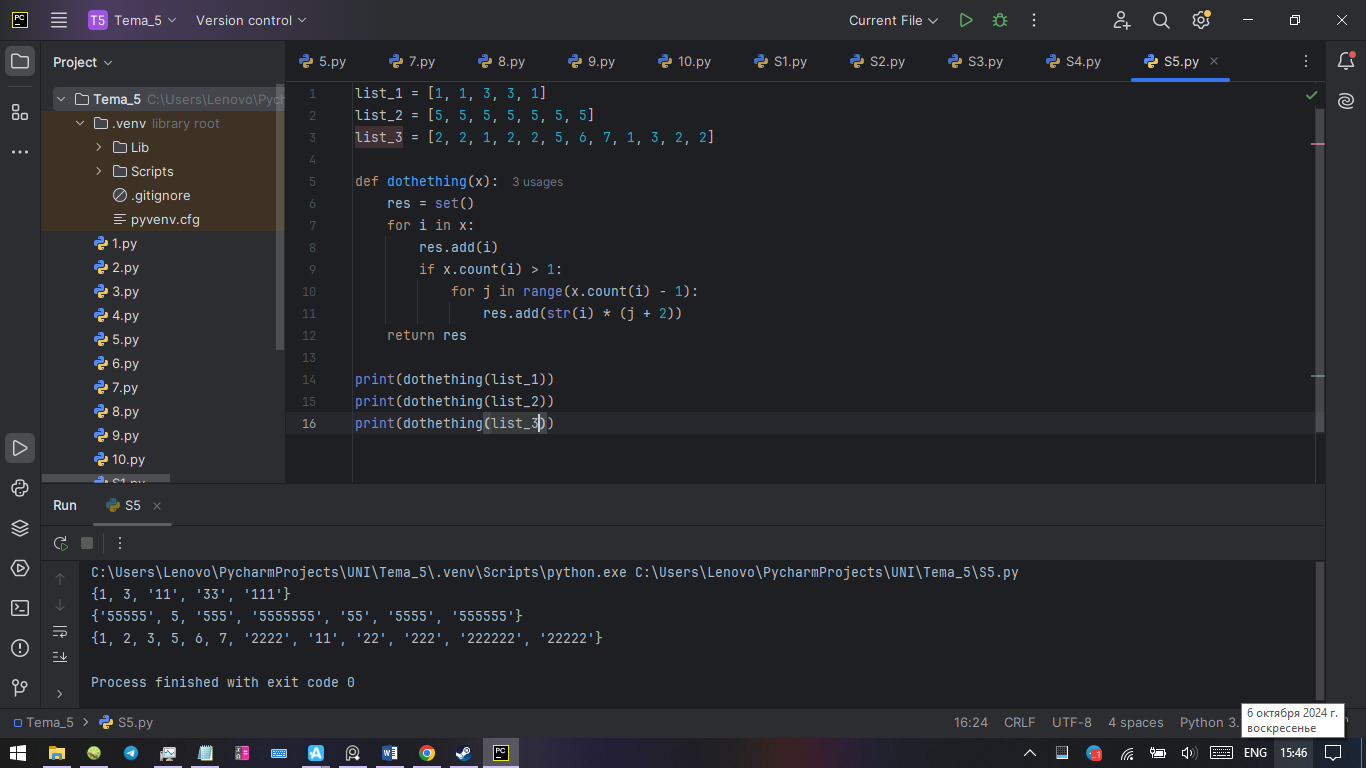 PC T5 Tema_5 Version control Current File
Project
5.py 7.py 8.py 9.py 10.py S1.py S2.py S3.py S4.py S5.py
Tema_5 C:\Users\Lenovo\Pych
.venv library root
Lib
Scripts
.gitignore
pyvenv.cfg
1.py
2.py
3.py
4.py
5.py
6.py
7.py
8.py
9.py
10.py
S1.py
1 list_1 = [1, 1, 3, 3, 1]
2 list_2 = [5, 5, 5, 5, 5, 5, 5]
3 list_3 = [2, 2, 1, 2, 2, 5, 6, 7, 1, 3, 2, 2]
4
5 def dothething(x): 3 usages
6 res = set()
7 for i in x:
8 res.add(i)
9 if x.count(i) > 1:
10 for j in range(x.count(i) - 1):
11 res.add(str(i) * (j + 2))
12 return res
13
14 print(dothething(list_1))
15 print(dothething(list_2))
16 print(dothething(list_3))
Run S5
C:\Users\Lenovo\PycharmProjects\UNI\Tema_5\.venv\Scripts\python.exe C:\Users\Lenovo\PycharmProjects\UNI\Tema_5\S5.py
{1, 3, '11', '33', '111'}
{'55555', 5, '555', '5555555', '55', '5555', '555555'}
{1, 2, 3, 5, 6, 7, '2222', '11', '22', '222', '222222', '22222'}
Process finished with exit code 0
Tema_5 S5.py 16:24 CRLF UTF-8 4 spaces Python 3.
6 октября 2024 г.
воскресенье
ENG 15:46